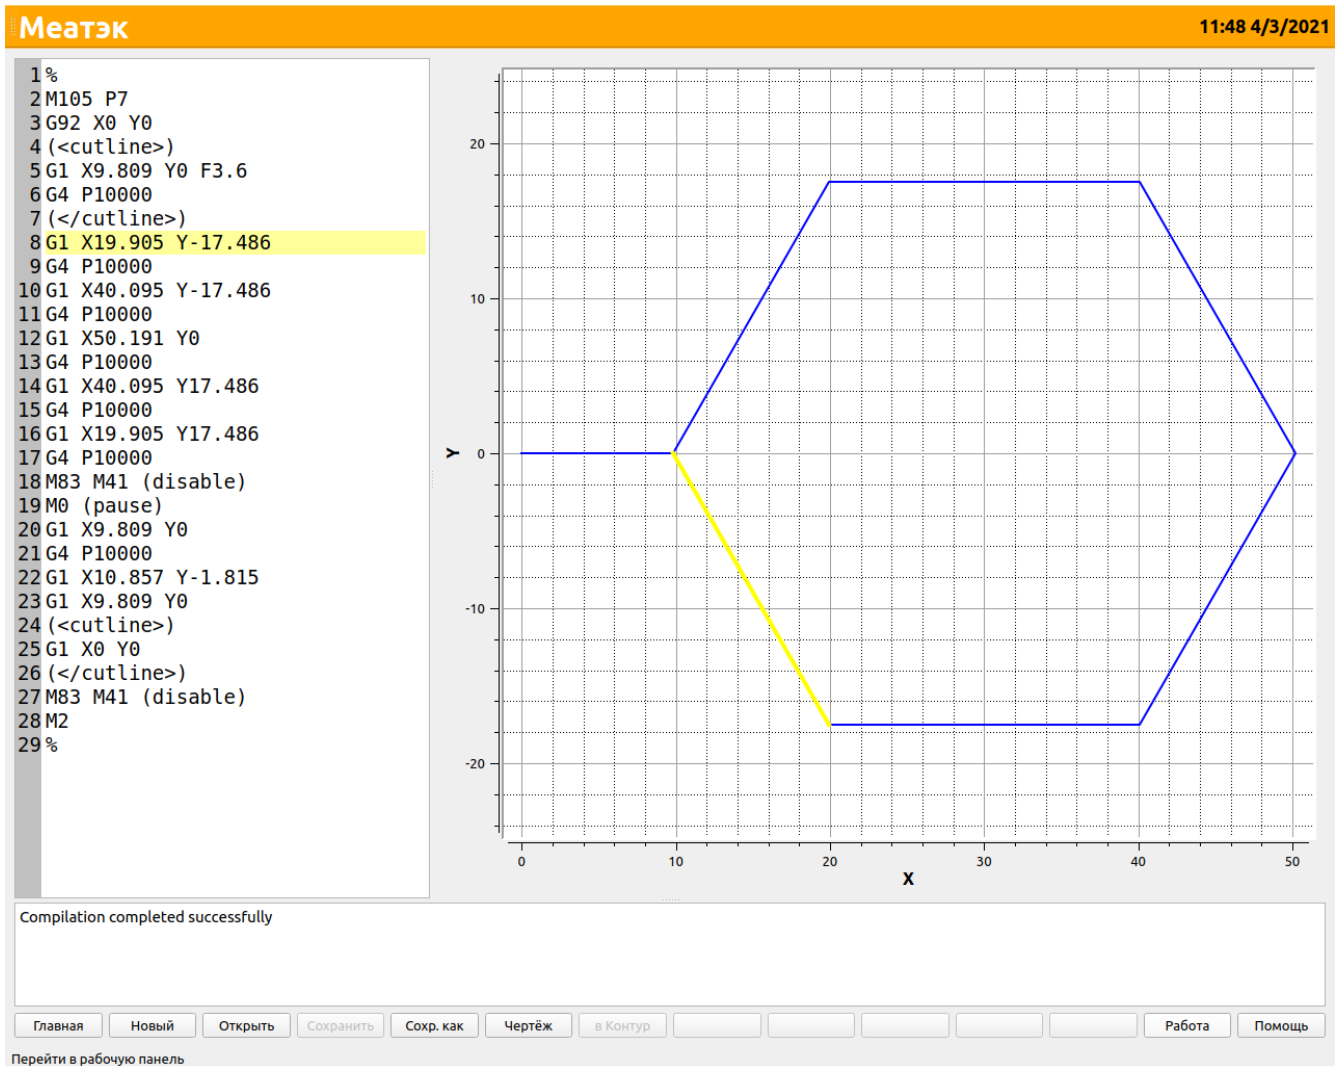 Меатэк
11:48 4/3/2021
1 %
2 M105 P7
3 G92 X0 Y0
4 (<cutline>)
5 G1 X9.809 Y0 F3.6
6 G4 P10000
7 (</cutline>)
8 G1 X19.905 Y-17.486
9 G4 P10000
10 G1 X40.095 Y-17.486
11 G4 P10000
12 G1 X50.191 Y0
13 G4 P10000
14 G1 X40.095 Y17.486
15 G4 P10000
16 G1 X19.905 Y17.486
17 G4 P10000
18 M83 M41 (disable)
19 M0 (pause)
20 G1 X9.809 Y0
21 G4 P10000
22 G1 X10.857 Y-1.815
23 G1 X9.809 Y0
24 (<cutline>)
25 G1 X0 Y0
26 (</cutline>)
27 M83 M41 (disable)
28 M2
29 %
20
10
Y
0
-10
-20
0 10 20 30 40 50
X
Compilation completed successfully
Главная Новый Открыть Сохранить Сохр. как Чертёж в Контур Работа Помощь
Перейти в рабочую панель